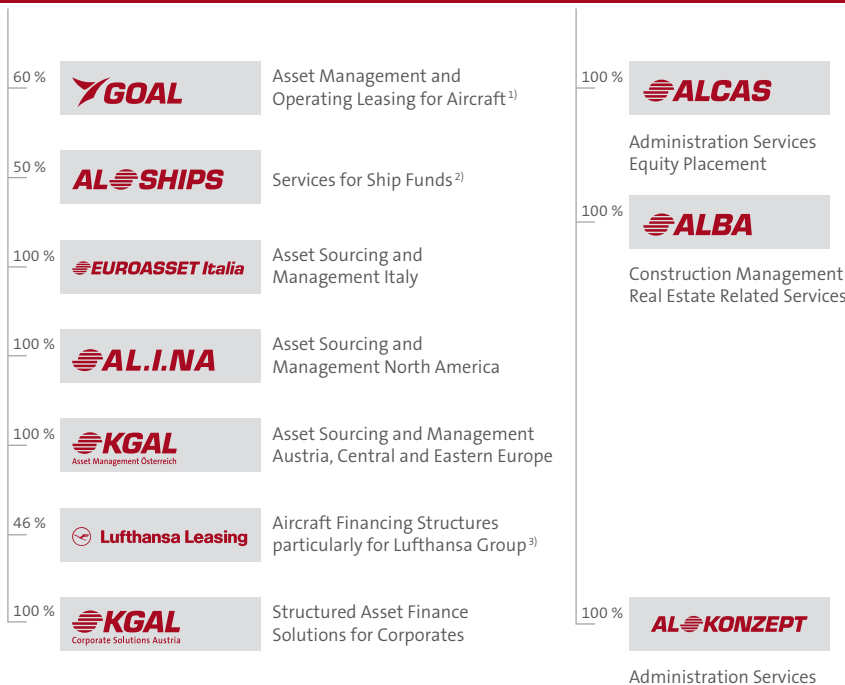 60 %
GOAL
Asset Management and
Operating Leasing for Aircraft 1)
50 %
AL SHIPS
Services for Ship Funds 2)
100 %
EUROASSET Italia
Asset Sourcing and
Management Italy
100 %
AL.I.NA
Asset Sourcing and
Management North America
100 %
KGAL
Asset Management Österreich
Asset Sourcing and Management
Austria, Central and Eastern Europe
46 %
Lufthansa Leasing
Aircraft Financing Structures
particularly for Lufthansa Group 3)
100 %
KGAL
Corporate Solutions Austria
Structured Asset Finance
Solutions for Corporates
100 %
ALCAS
Administration Services
Equity Placement
100 %
ALBA
Construction Management
Real Estate Related Services
100 %
AL KONZEPT
Administration Services